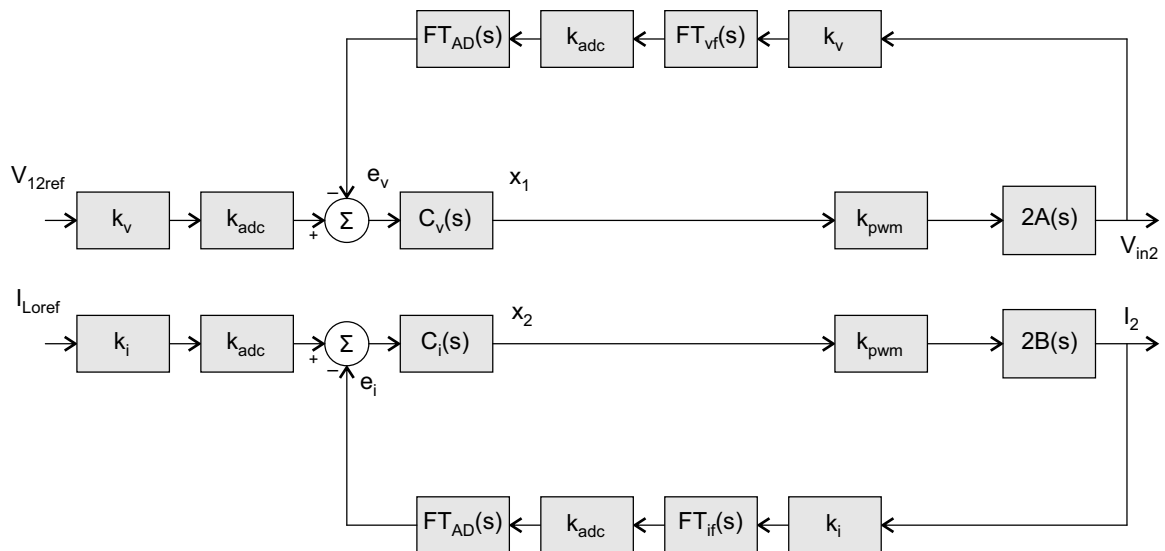 FT_AD(s) k_adc FT_vf(s) k_v
V_12ref − e_v x_1
k_v k_adc + Σ C_v(s) k_pwm 2A(s)
V_in2
I_Loref x_2 I_2
k_i k_adc + Σ C_i(s) k_pwm 2B(s)
− e_i
FT_AD(s) k_adc FT_if(s) k_i